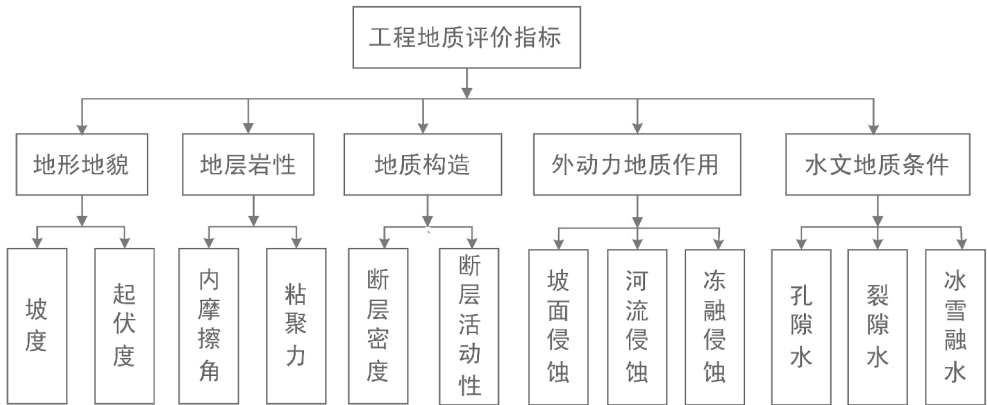 工程地质评价指标
地形地貌
地层岩性
地质构造
外动力地质作用
水文地质条件
坡度
起伏度
内摩擦角
粘聚力
断层密度
断层活动性
坡面侵蚀
河流侵蚀
冻融侵蚀
孔隙水
裂隙水
冰雪融水